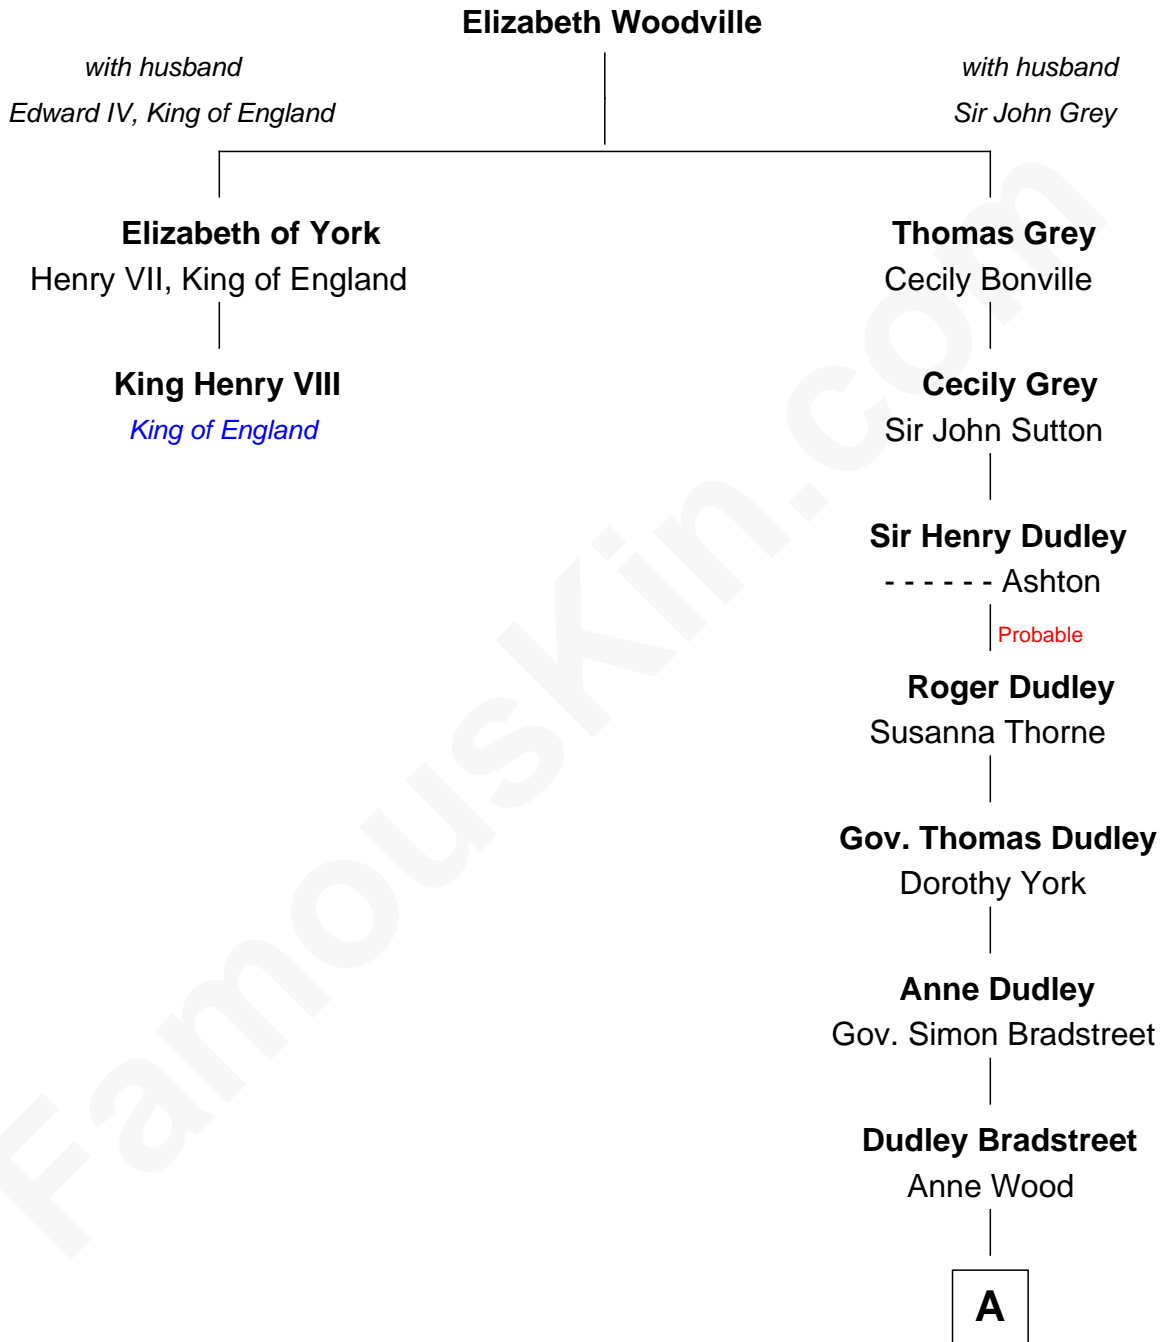 Elizabeth Woodville
with husband
Edward IV, King of England
with husband
Sir John Grey
Elizabeth of York
Henry VII, King of England
Thomas Grey
Cecily Bonville
King Henry VIII
King of England
Cecily Grey
Sir John Sutton
Sir Henry Dudley
- - - - - - Ashton
Probable
Roger Dudley
Susanna Thorne
Gov. Thomas Dudley
Dorothy York
Anne Dudley
Gov. Simon Bradstreet
Dudley Bradstreet
Anne Wood
A
FamousKin.com